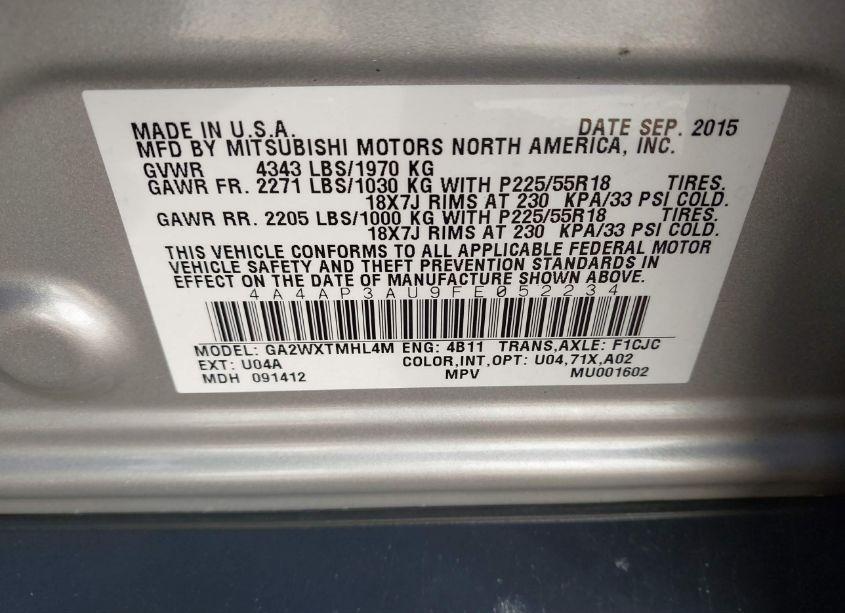 MADE IN U.S.A. DATE SEP. 2015
MFD BY MITSUBISHI MOTORS NORTH AMERICA, INC.
GVWR 4343 LBS/1970 KG
GAWR FR. 2271 LBS/1030 KG WITH P225/55R18 TIRES.
18X7J RIMS AT 230 KPA/33 PSI COLD.
GAWR RR. 2205 LBS/1000 KG WITH P225/55R18 TIRES.
18X7J RIMS AT 230 KPA/33 PSI COLD.
THIS VEHICLE CONFORMS TO ALL APPLICABLE FEDERAL MOTOR
VEHICLE SAFETY AND THEFT PREVENTION STANDARDS IN
EFFECT ON THE DATE OF MANUFACTURE SHOWN ABOVE.
4A4AP3AU9FE052234
MODEL: GA2WXTMHL4M ENG: 4B11 TRANS,AXLE: F1CJC
EXT: U04A COLOR,INT,OPT: U04,71X,A02
MDH 091412 MPV MU001602